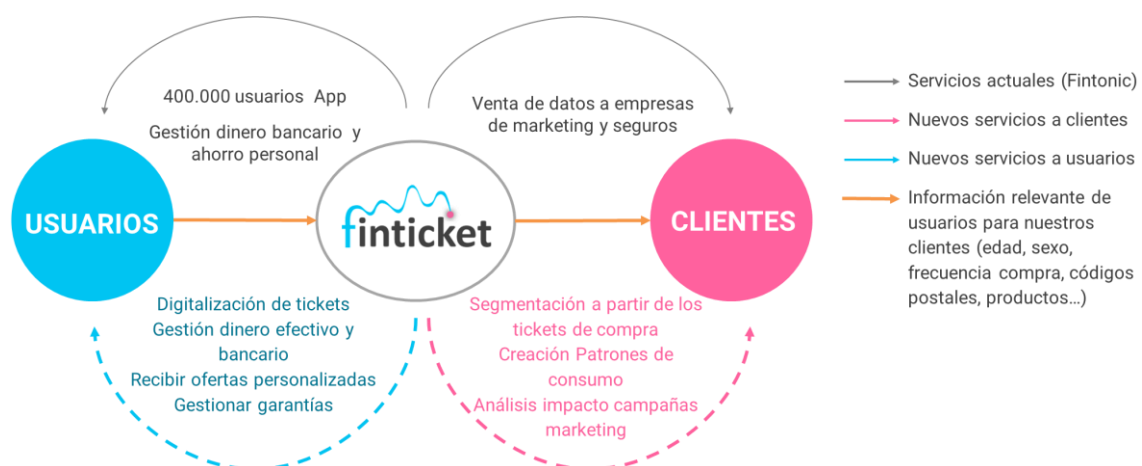 400.000 usuarios App
Gestión dinero bancario y
ahorro personal
Venta de datos a empresas
de marketing y seguros
USUARIOS
finticket
CLIENTES
Digitalización de tickets
Gestión dinero efectivo y
bancario
Recibir ofertas personalizadas
Gestionar garantías
Segmentación a partir de los
tickets de compra
Creación Patrones de
consumo
Análisis impacto campañas
marketing
Servicios actuales (Fintonic)
Nuevos servicios a clientes
Nuevos servicios a usuarios
Información relevante de
usuarios para nuestros
clientes (edad, sexo,
frecuencia compra, códigos
postales, productos...)